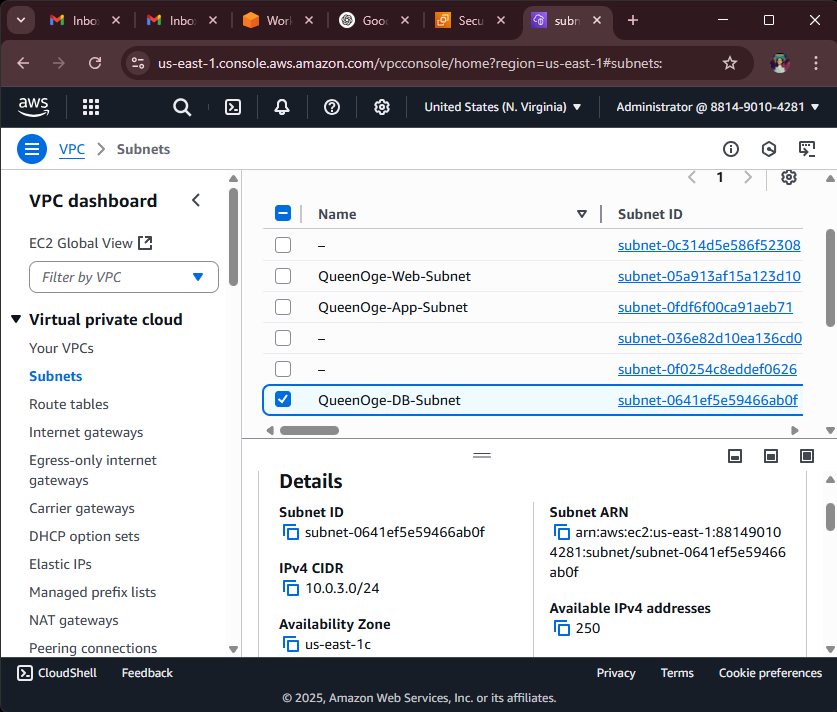 Inbo
Inbo
Work
Goo
Secu
subn
us-east-1.console.aws.amazon.com/vpcconsole/home?region=us-east-1#subnets:
aws
United States (N. Virginia)
Administrator @ 8814-9010-4281
VPC
Subnets
1
VPC dashboard
EC2 Global View
Filter by VPC
Virtual private cloud
Your VPCs
Subnets
Route tables
Internet gateways
Egress-only internet
gateways
Carrier gateways
DHCP option sets
Elastic IPs
Managed prefix lists
NAT gateways
Peering connections
Name
Subnet ID
– subnet-0c314d5e586f52308
QueenOge-Web-Subnet subnet-05a913af15a123d10
QueenOge-App-Subnet subnet-0fdf6f00ca91aeb71
– subnet-036e82d10ea136cd0
– subnet-0f0254c8eddef0626
QueenOge-DB-Subnet subnet-0641ef5e59466ab0f
Details
Subnet ID
subnet-0641ef5e59466ab0f
IPv4 CIDR
10.0.3.0/24
Availability Zone
us-east-1c
Subnet ARN
arn:aws:ec2:us-east-1:88149010
4281:subnet/subnet-0641ef5e59466
ab0f
Available IPv4 addresses
250
CloudShell
Feedback
Privacy
Terms
Cookie preferences
© 2025, Amazon Web Services, Inc. or its affiliates.